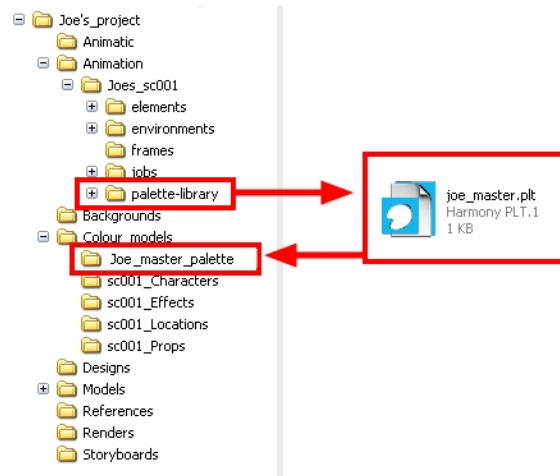 Joe's_project
Animatic
Animation
Joes_sc001
elements
environments
frames
jobs
palette-library
Backgrounds
Colour_models
Joe_master_palette
sc001_Characters
sc001_Effects
sc001_Locations
sc001_Props
Designs
Models
References
Renders
Storyboards
joe_master.plt
Harmony PLT.1
1 KB